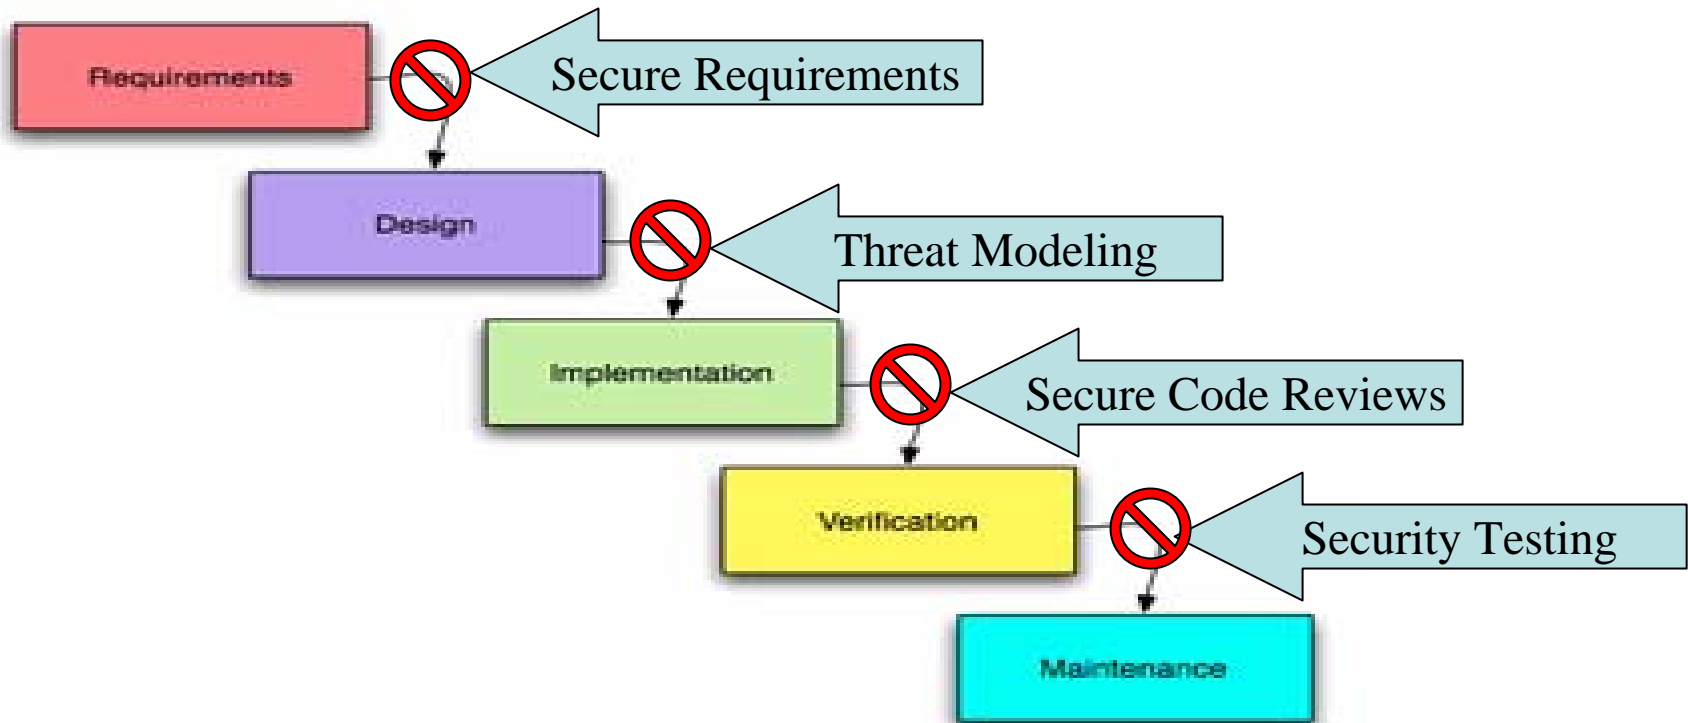 Requirements
Secure Requirements
Design
Threat Modeling
Implementation
Secure Code Reviews
Verification
Security Testing
Maintenance